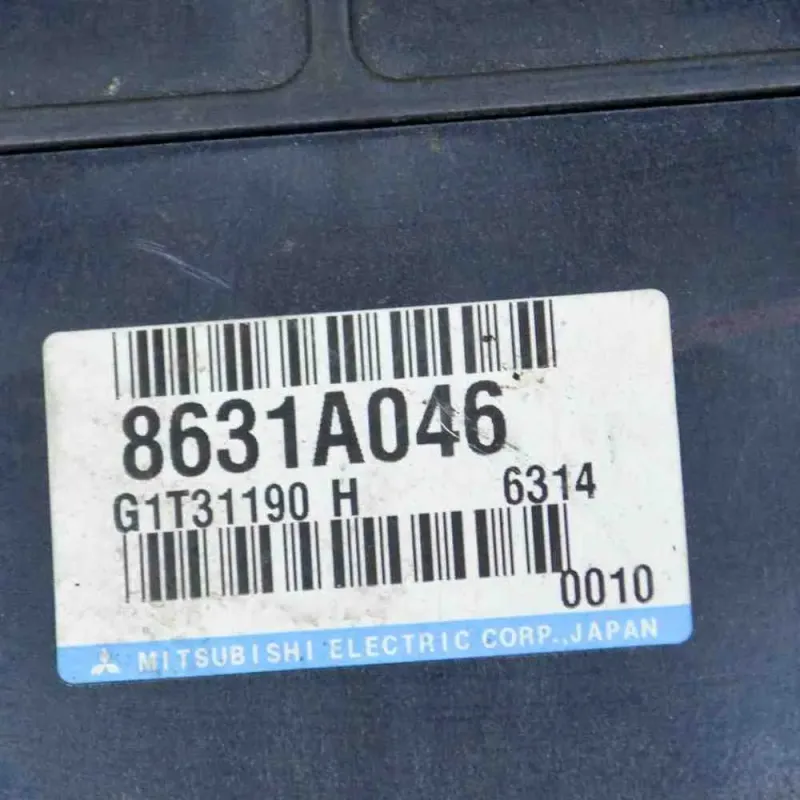 8631A046
G1T31190 H 6314
0010
MITSUBISHI ELECTRIC CORP.,JAPAN